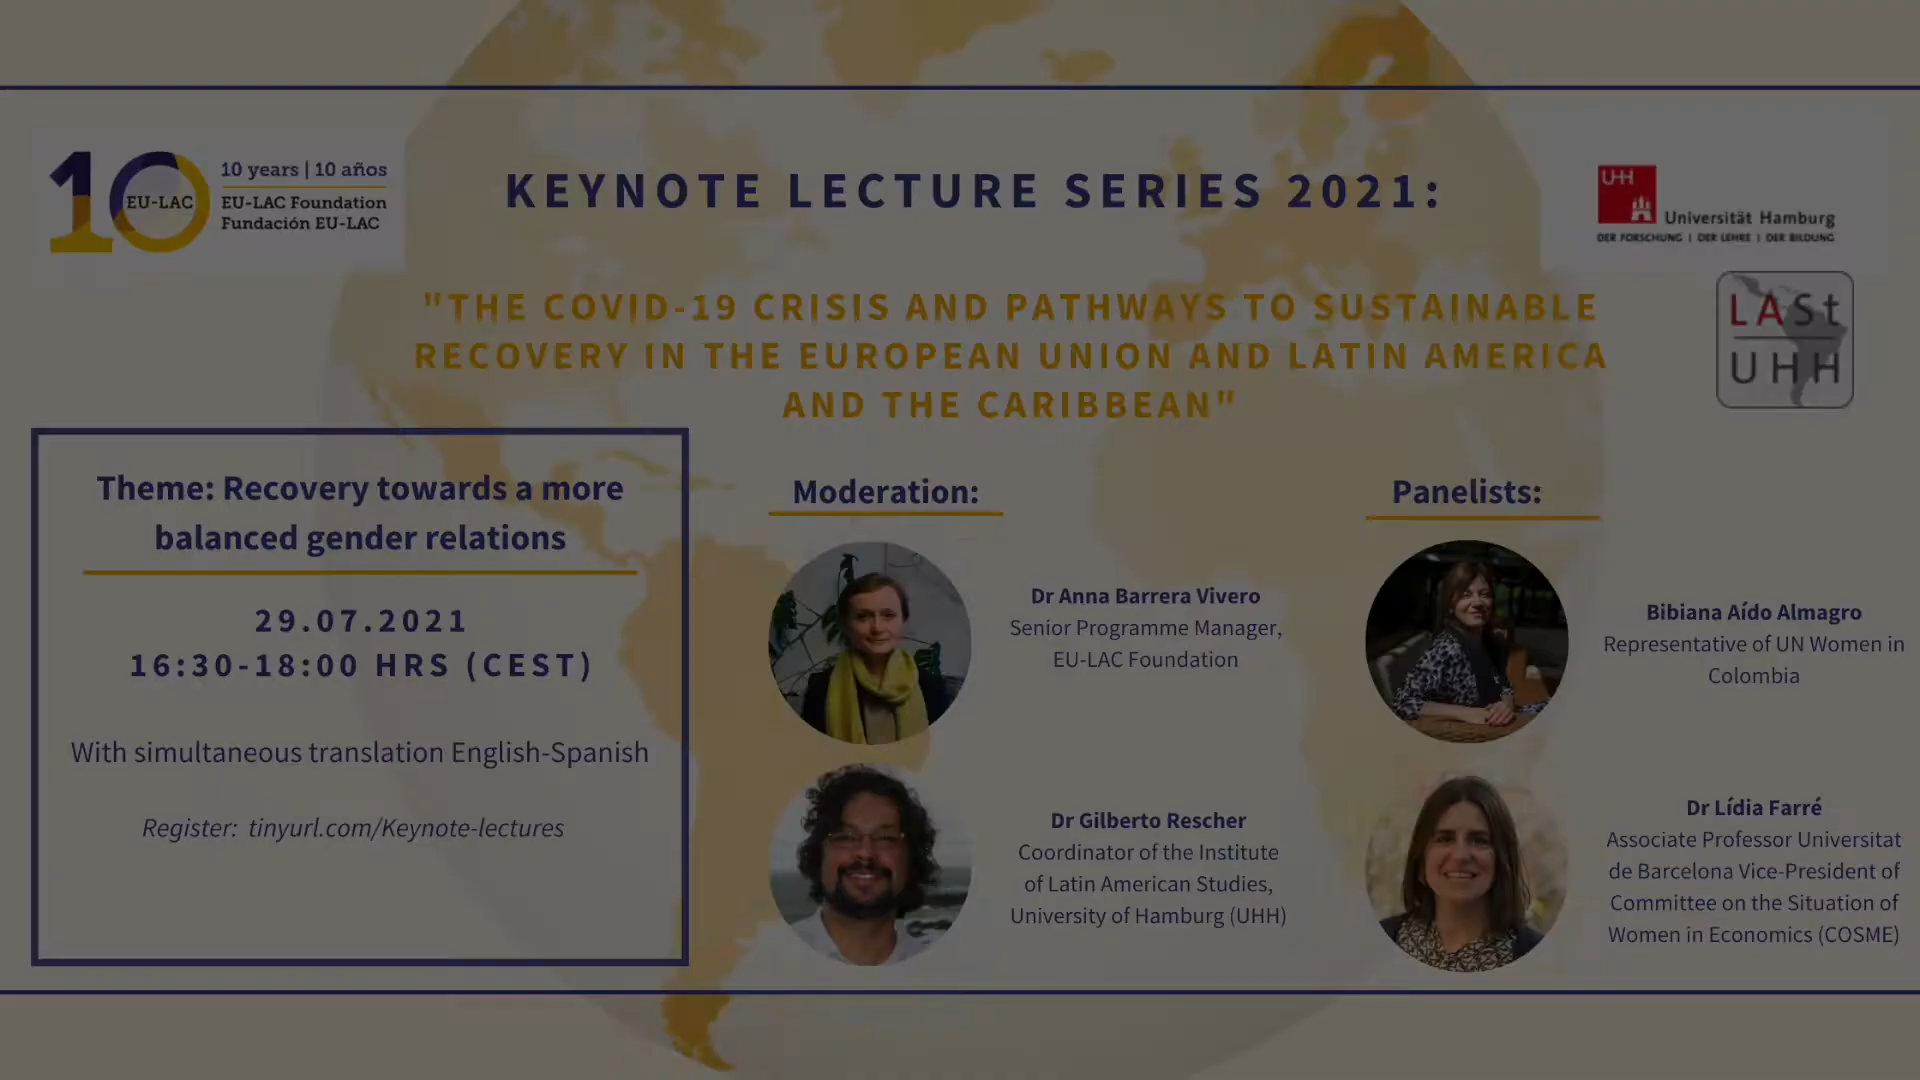 10 EU-LAC
10 years | 10 años
EU-LAC Foundation
Fundación EU-LAC
KEYNOTE LECTURE SERIES 2021:
UHH
Universität Hamburg
DER FORSCHUNG | DER LEHRE | DER BILDUNG
"THE COVID-19 CRISIS AND PATHWAYS TO SUSTAINABLE
RECOVERY IN THE EUROPEAN UNION AND LATIN AMERICA
AND THE CARIBBEAN"
LASt
UHH
Theme: Recovery towards a more
balanced gender relations
29.07.2021
16:30-18:00 HRS (CEST)
With simultaneous translation English-Spanish
Register: tinyurl.com/Keynote-lectures
Moderation:
Dr Anna Barrera Vivero
Senior Programme Manager,
EU-LAC Foundation
Dr Gilberto Rescher
Coordinator of the Institute
of Latin American Studies,
University of Hamburg (UHH)
Panelists:
Bibiana Aído Almagro
Representative of UN Women in
Colombia
Dr Lídia Farré
Associate Professor Universitat
de Barcelona Vice-President of
Committee on the Situation of
Women in Economics (COSME)